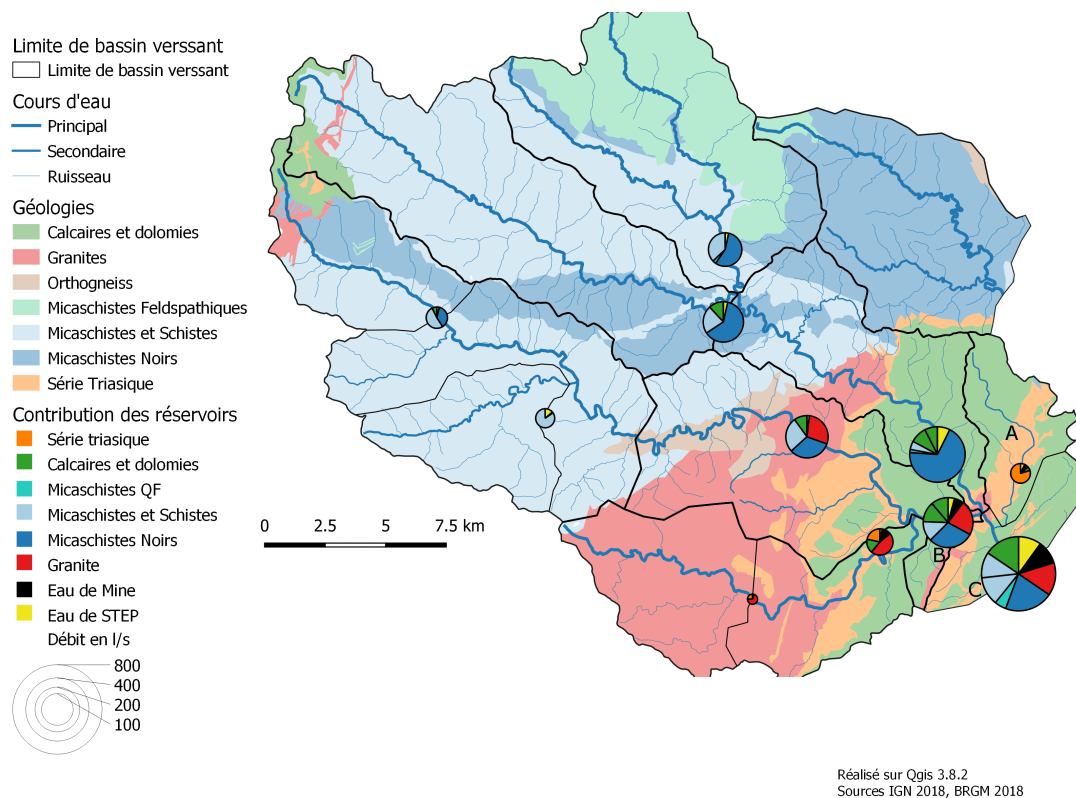 Limite de bassin verssant
Limite de bassin verssant
Cours d'eau
Principal
Secondaire
Ruisseau
Géologies
Calcaires et dolomies
Granites
Orthogneiss
Micaschistes Feldspathiques
Micaschistes et Schistes
Micaschistes Noirs
Série Triasique
Contribution des réservoirs
Série triasique
Calcaires et dolomies
Micaschistes QF
Micaschistes et Schistes
Micaschistes Noirs
Granite
Eau de Mine
Eau de STEP
Débit en l/s
800
400
200
100
0 2.5 5 7.5 km
A
B
C
Réalisé sur Qgis 3.8.2
Sources IGN 2018, BRGM 2018